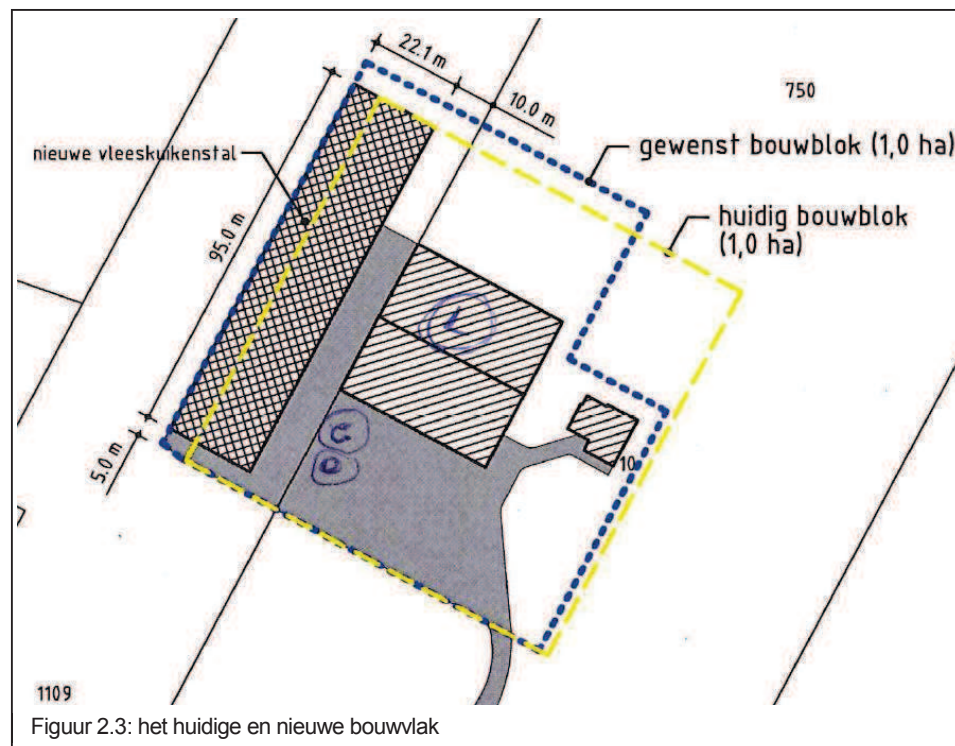 22.1 m
10.0 m
750
nieuwe vleeskuikenstal
gewenst bouwblok (1,0 ha)
huidig bouwblok
(1,0 ha)
95.0 m
L
C
D
5.0 m
10
1109
Figuur 2.3: het huidige en nieuwe bouwvlak